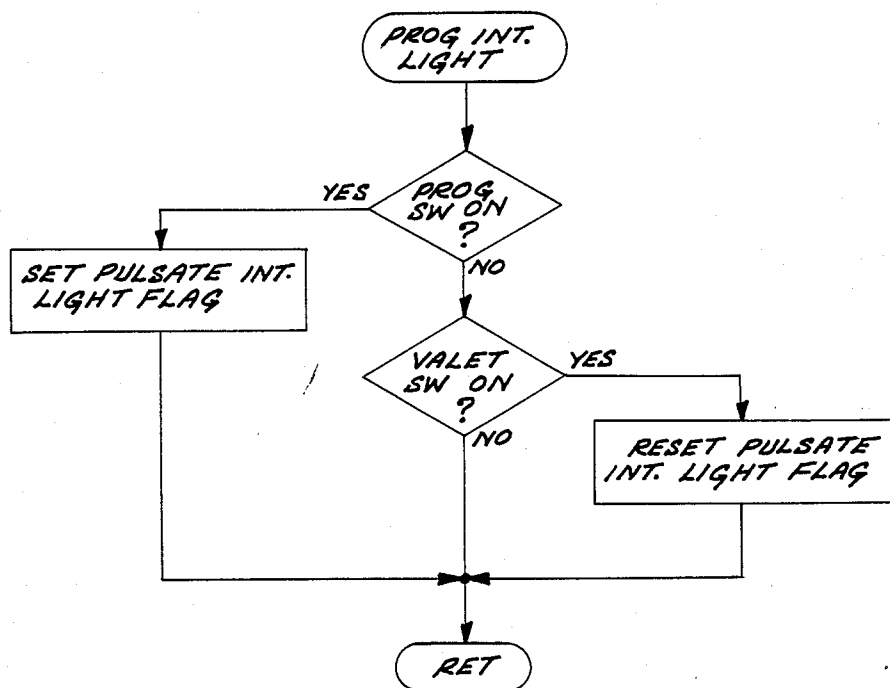 PROG INT.
LIGHT
PROG
SW ON
?
YES
NO
SET PULSATE INT.
LIGHT FLAG
VALET
SW ON
?
YES
NO
RESET PULSATE
INT. LIGHT FLAG
RET